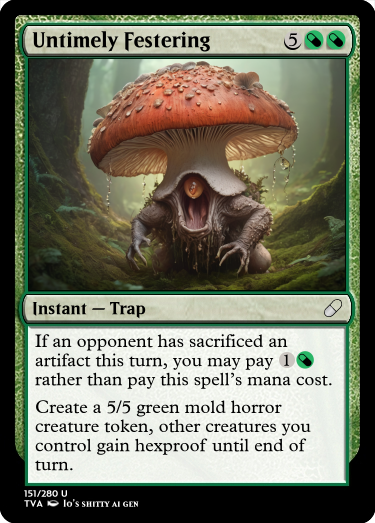 Untimely Festering 5
Instant — Trap
If an opponent has sacrificed an
artifact this turn, you may pay 1
rather than pay this spell's mana cost.
Create a 5/5 green mold horror
creature token, other creatures you
control gain hexproof until end of
turn.
151/280 U
TVA Io's shitty ai gen